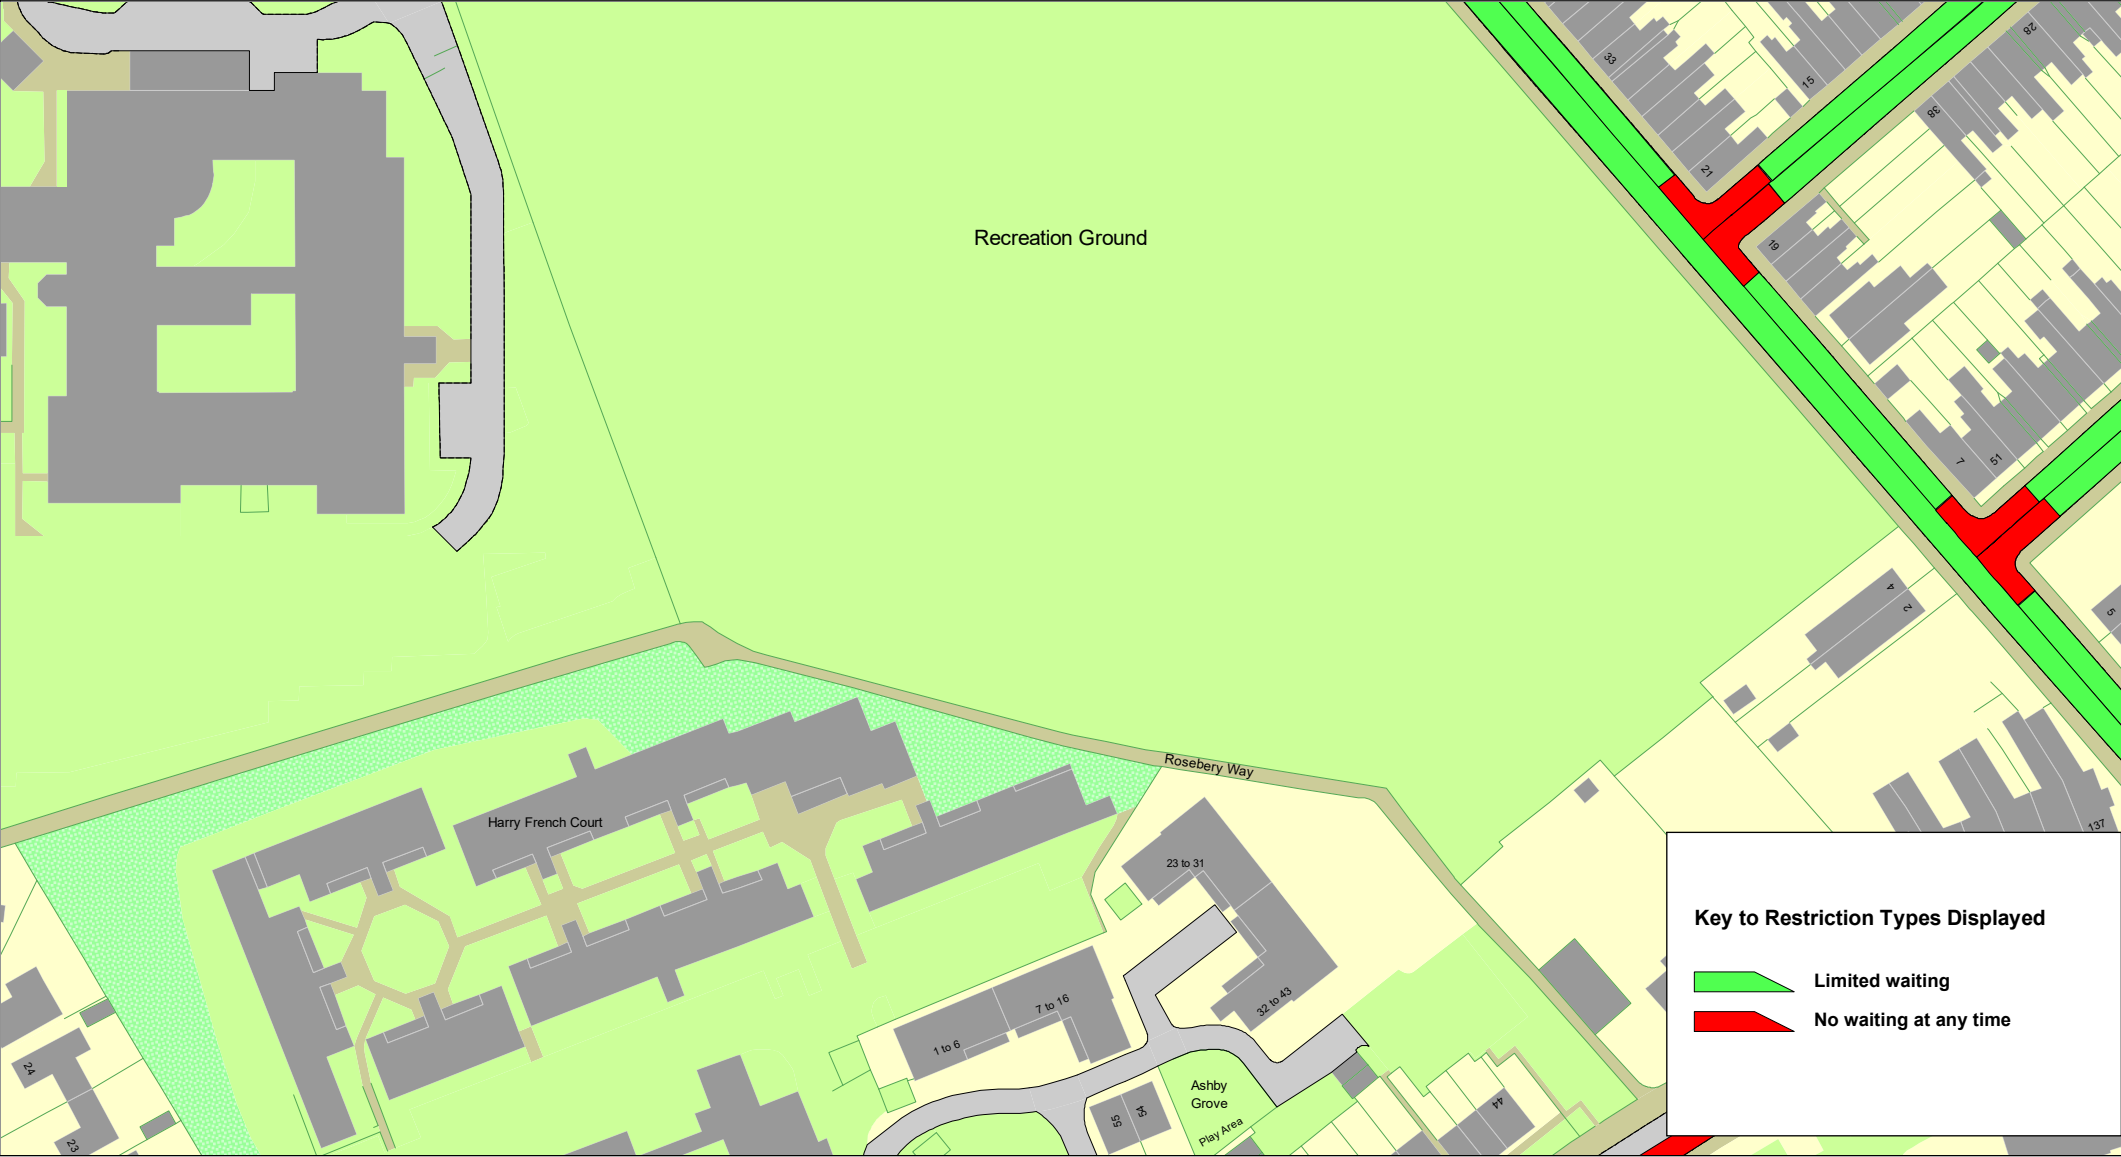 28
33
15
38
21
Recreation Ground
19
7
51
4
2
5
Rosebery Way
Harry French Court
137
23 to 31
Key to Restriction Types Displayed
Limited waiting
32 to 43
7 to 16
No waiting at any time
1 to 6
24
Ashby
Grove
44
54
55
Play Area
23